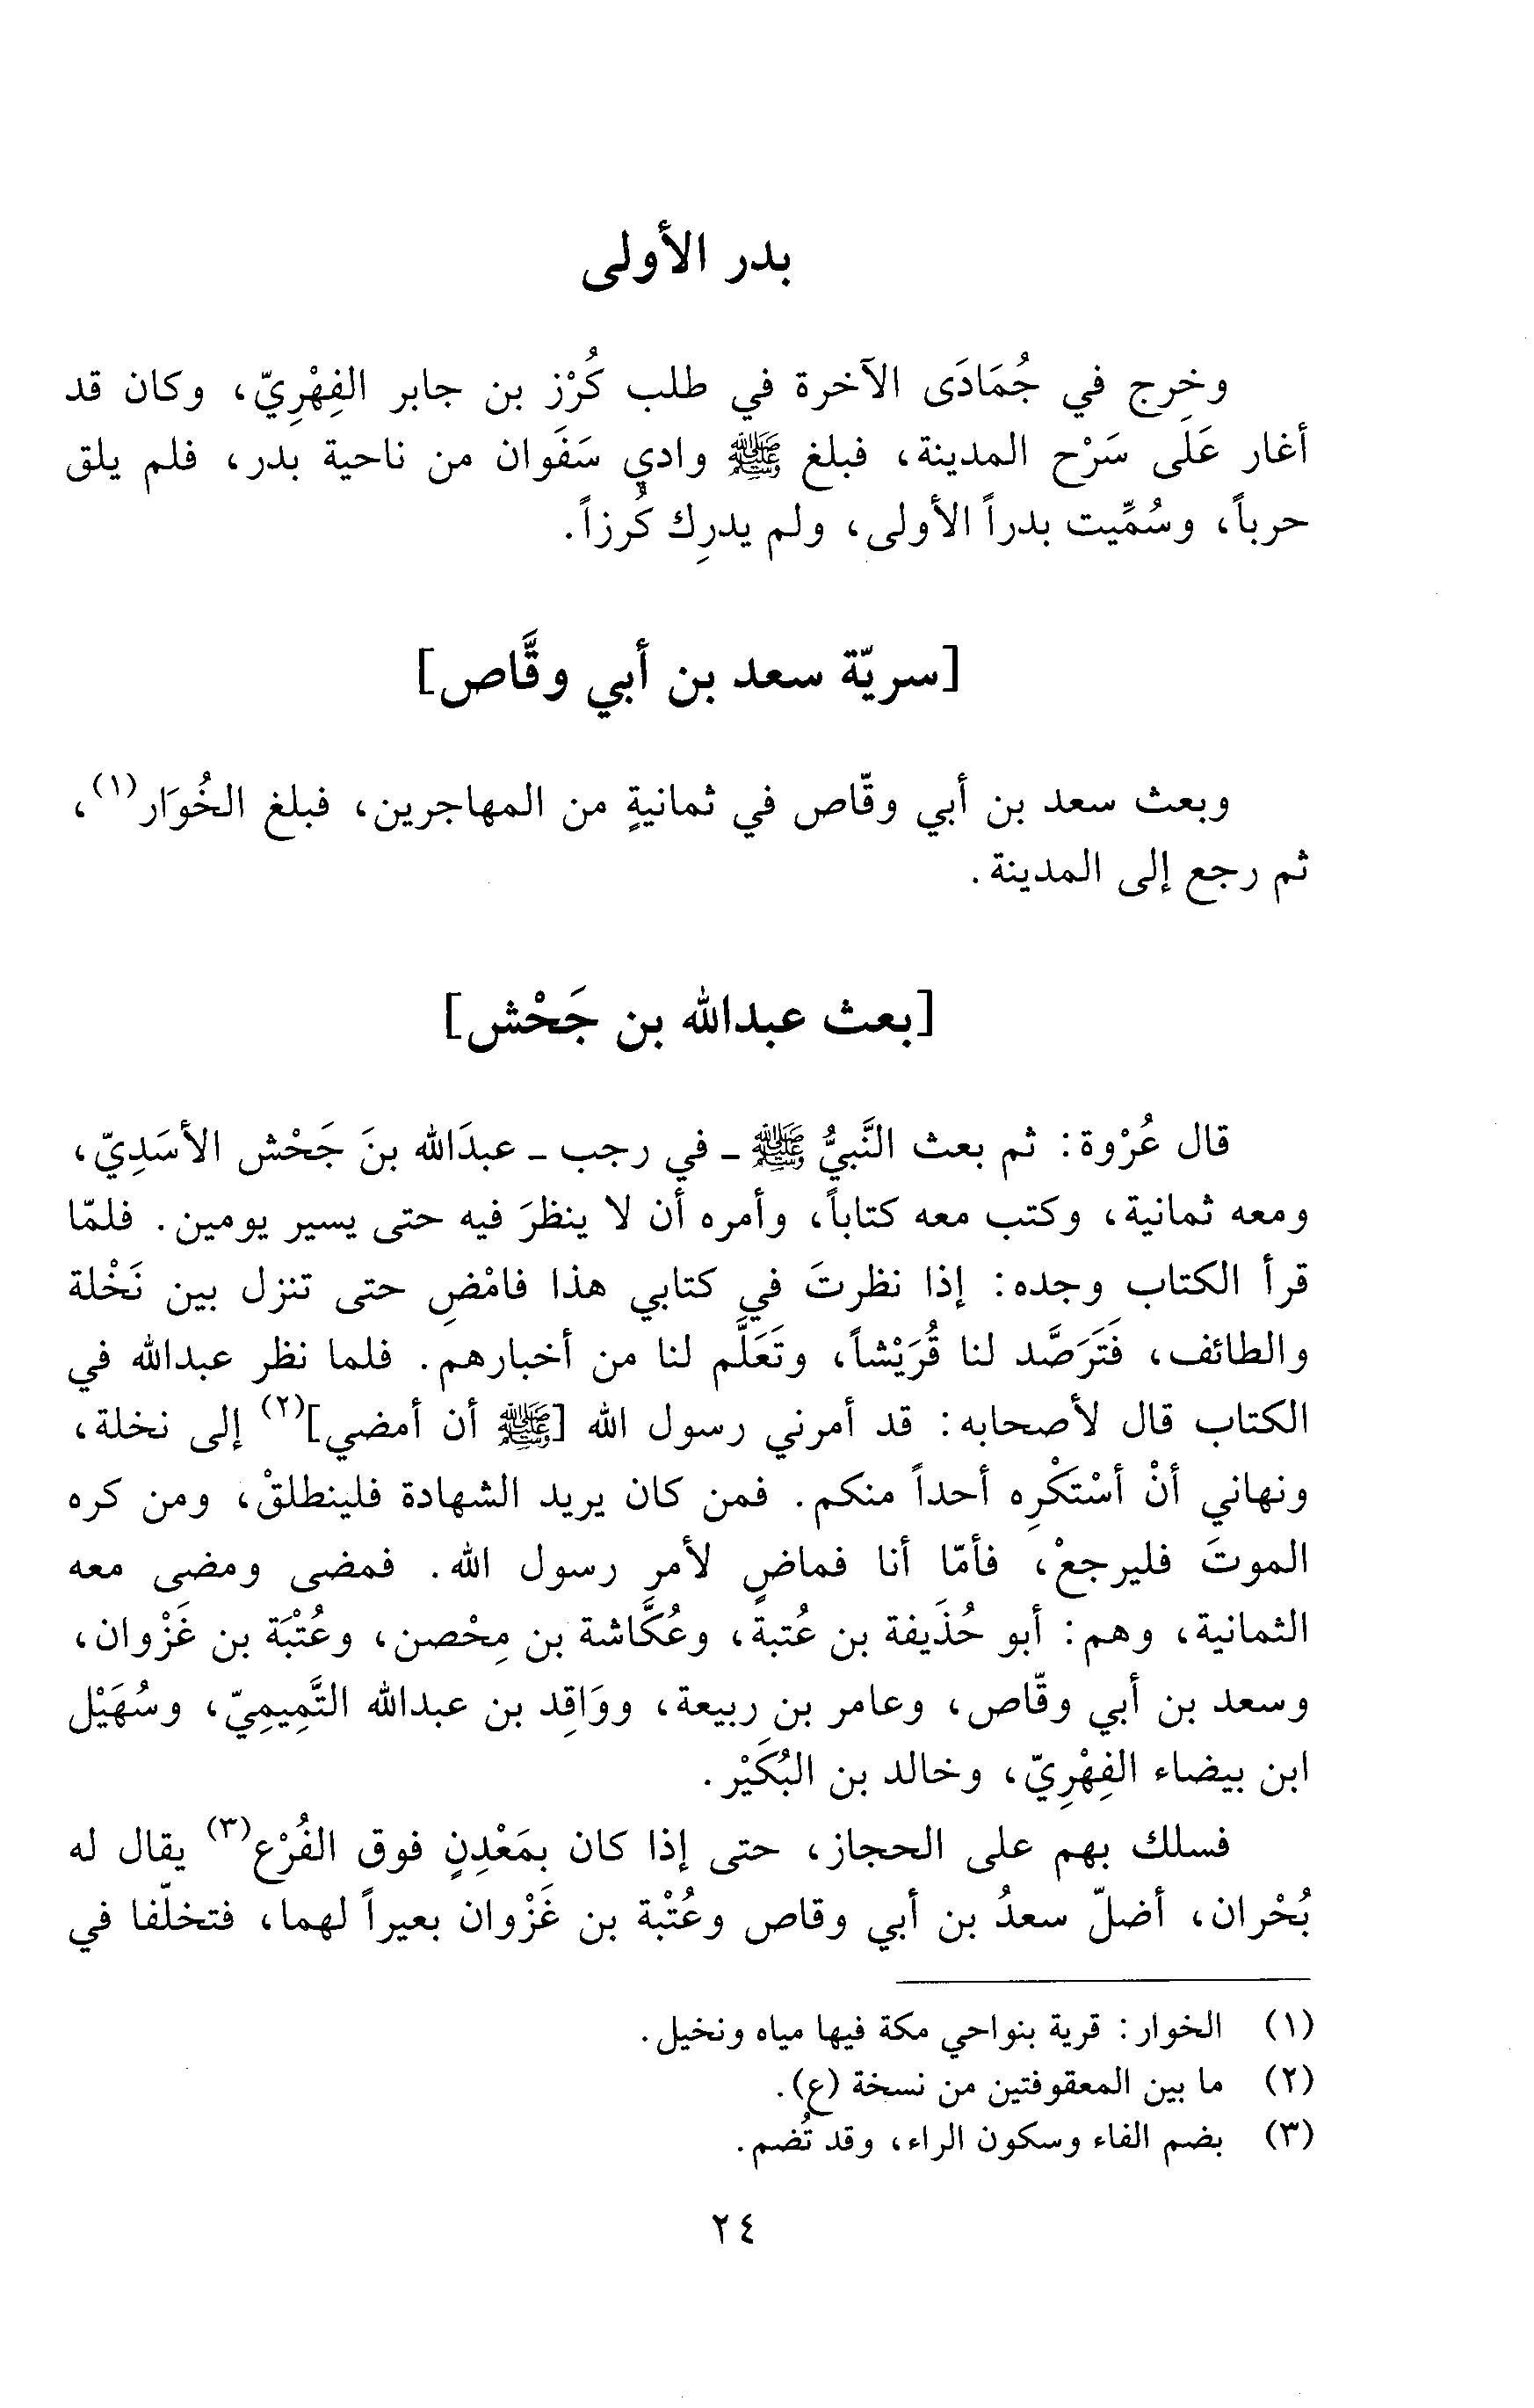 بدر الأولى
وخرج في جُمَادَى الآخرة في طلب كُرْز بن جابر الفِهْرِيّ، وكان قد
أغار عَلَى سَرْح المدينة، فبلغ ﷺ وادي سَفَوان من ناحية بدر، فلم يلق
حرباً، وسُمِّيت بدراً الأولى، ولم يدرِك كُرزاً.
[سريّة سعد بن أبي وقَّاص]
وبعث سعد بن أبي وقّاص في ثمانيةٍ من المهاجرين، فبلغ الخُوَار(١)،
ثم رجع إلى المدينة.
[بعث عبدالله بن جَحْش]
قال عُرْوة: ثم بعث النَّبيُّ ﷺ - في رجب - عبدَالله بنَ جَحْش الأسَدِيّ،
ومعه ثمانية، وكتب معه كتاباً، وأمره أن لا ينظرَ فيه حتى يسير يومين. فلمّا
قرأ الكتاب وجده: إذا نظرتَ في كتابي هذا فامْضِ حتى تنزل بين نَخْلة
والطائف، فَتَرَصَّد لنا قُرَيْشاً، وتَعَلَّم لنا من أخبارهم. فلما نظر عبدالله في
الكتاب قال لأصحابه: قد أمرني رسول الله [ﷺ أن أمضي](٢) إلى نخلة،
ونهاني أنْ أسْتَكْرِه أحداً منكم. فمن كان يريد الشهادة فلينطلقْ، ومن كره
الموتَ فليرجعْ، فأمّا أنا فماضٍ لأمر رسول الله. فمضى ومضى معه
الثمانية، وهم: أبو حُذَيفة بن عُتبة، وعُكَّاشة بن مِحْصن، وعُتْبَة بن غَزْوان،
وسعد بن أبي وقّاص، وعامر بن ربيعة، ووَاقِد بن عبدالله التَّمِيمِيّ، وسُهَيْل
ابن بيضاء الفِهْرِيّ، وخالد بن البُكَيْر.
فسلك بهم على الحجاز، حتى إذا كان بمَعْدِنٍ فوق الفُرْع(٣) يقال له
بُحْران، أضلّ سعدُ بن أبي وقاص وعُتْبة بن غَزْوان بعيراً لهما، فتخلّفا في
(١) الخوار: قرية بنواحي مكة فيها مياه ونخيل.
(٢) ما بين المعقوفتين من نسخة (ع).
(٣) بضم الفاء وسكون الراء، وقد تُضم.
٢٤